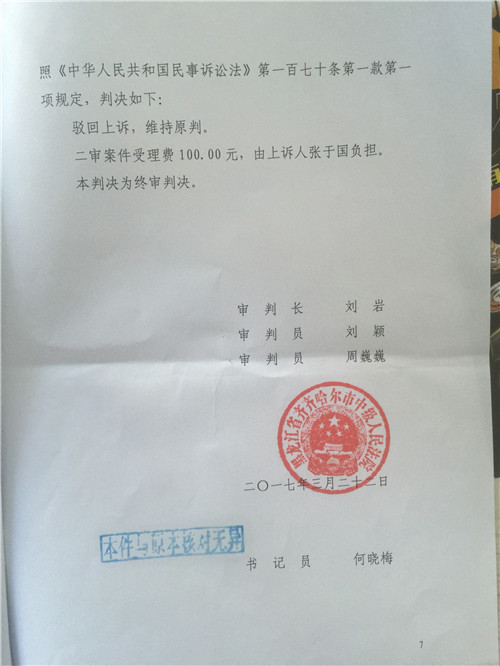 照《中华人民共和国民事诉讼法》第一百七十条第一款第一
项规定，判决如下：
驳回上诉，维持原判。
二审案件受理费100.00元，由上诉人张于国负担。
本判决为终审判决。
审 判 长 刘岩
审 判 员 刘颖
审 判 员 周巍巍
黑龙江省齐齐哈尔市中级人民法院
二〇一七年三月二十二日
本件与原本核对无异
书 记 员 何晓梅
7